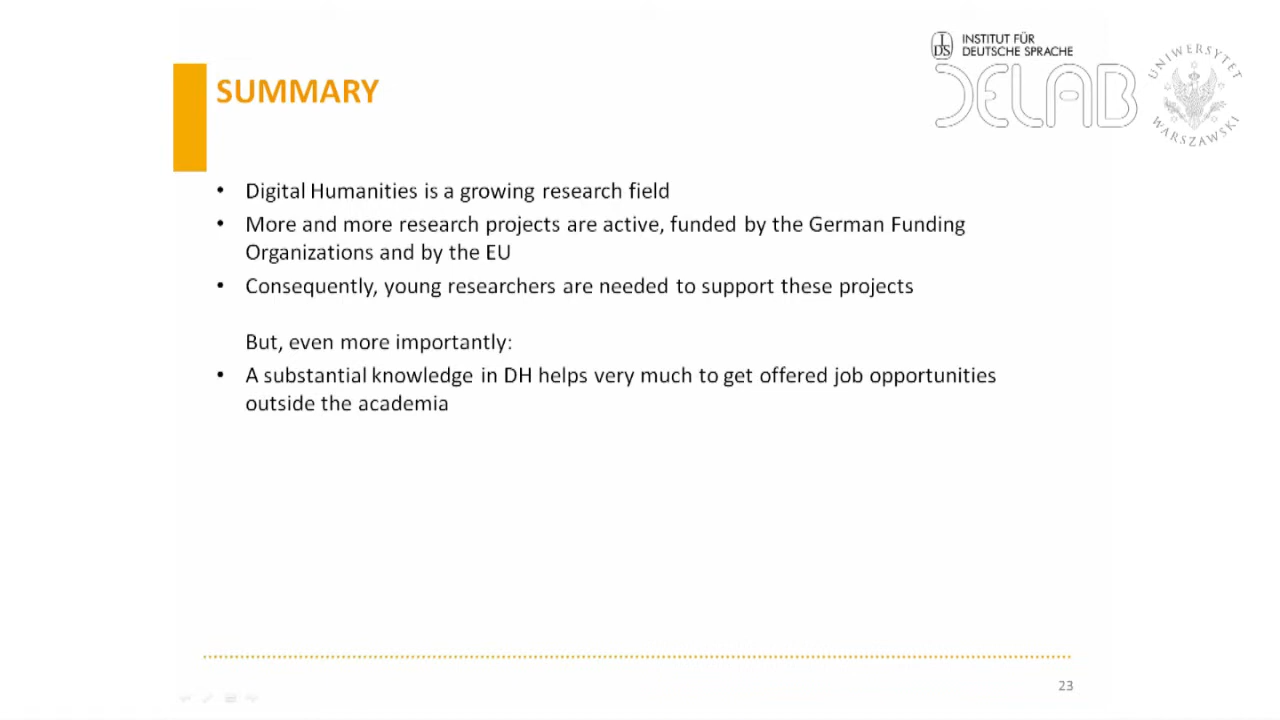 INSTITUT FÜR
DEUTSCHE SPRACHE
IDS
DELAB
UNIWERSYTET
WARSZAWSKI
SUMMARY
• Digital Humanities is a growing research field
• More and more research projects are active, funded by the German Funding
Organizations and by the EU
• Consequently, young researchers are needed to support these projects
But, even more importantly:
• A substantial knowledge in DH helps very much to get offered job opportunities
outside the academia
23